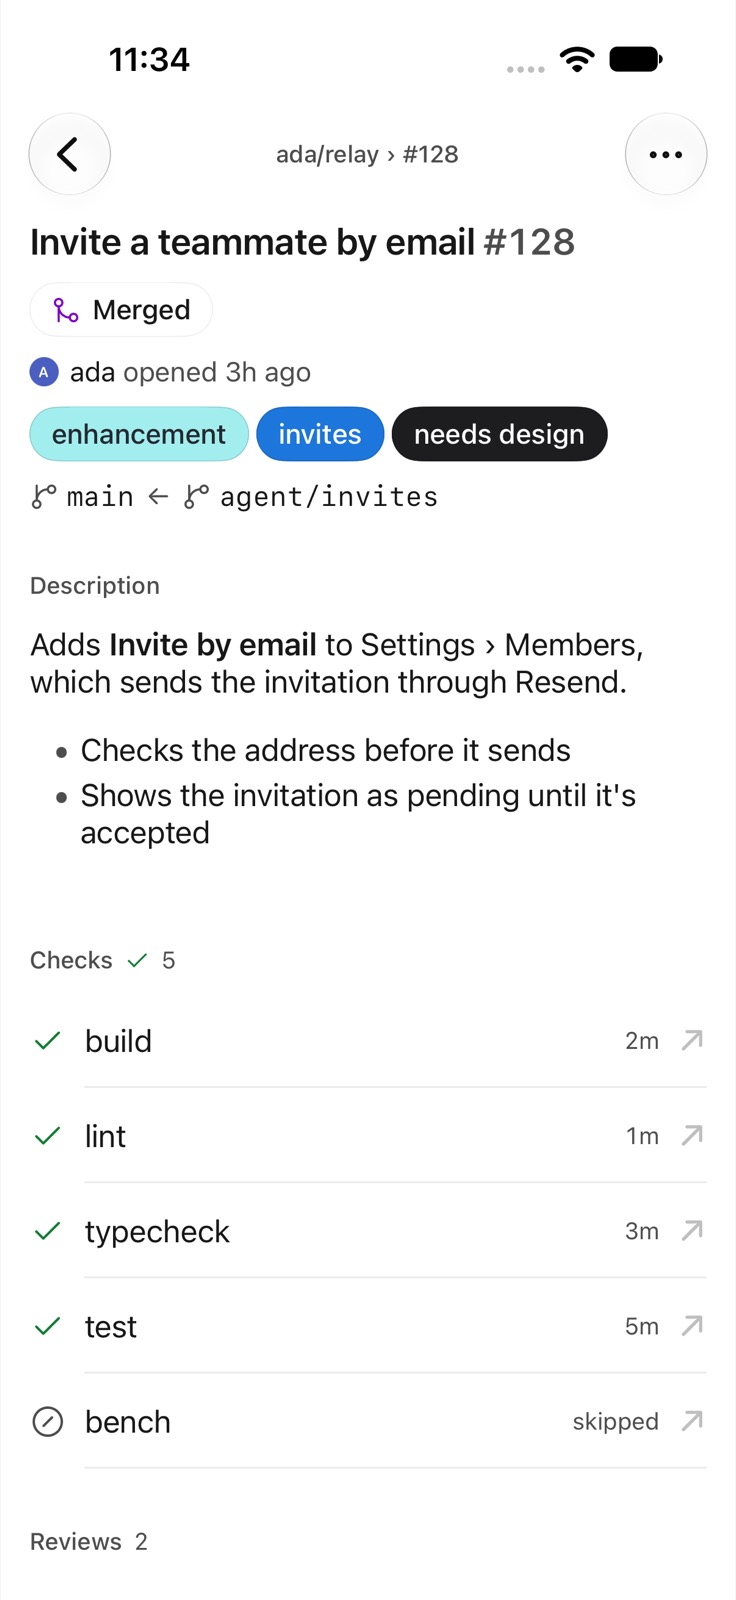 11:34
ada/relay › #128
Invite a teammate by email #128
Merged
A ada opened 3h ago
enhancement invites needs design
main ← agent/invites
Description
Adds Invite by email to Settings › Members,
which sends the invitation through Resend.
• Checks the address before it sends
• Shows the invitation as pending until it's
accepted
Checks ✓ 5
build 2m
lint 1m
typecheck 3m
test 5m
bench skipped
Reviews 2